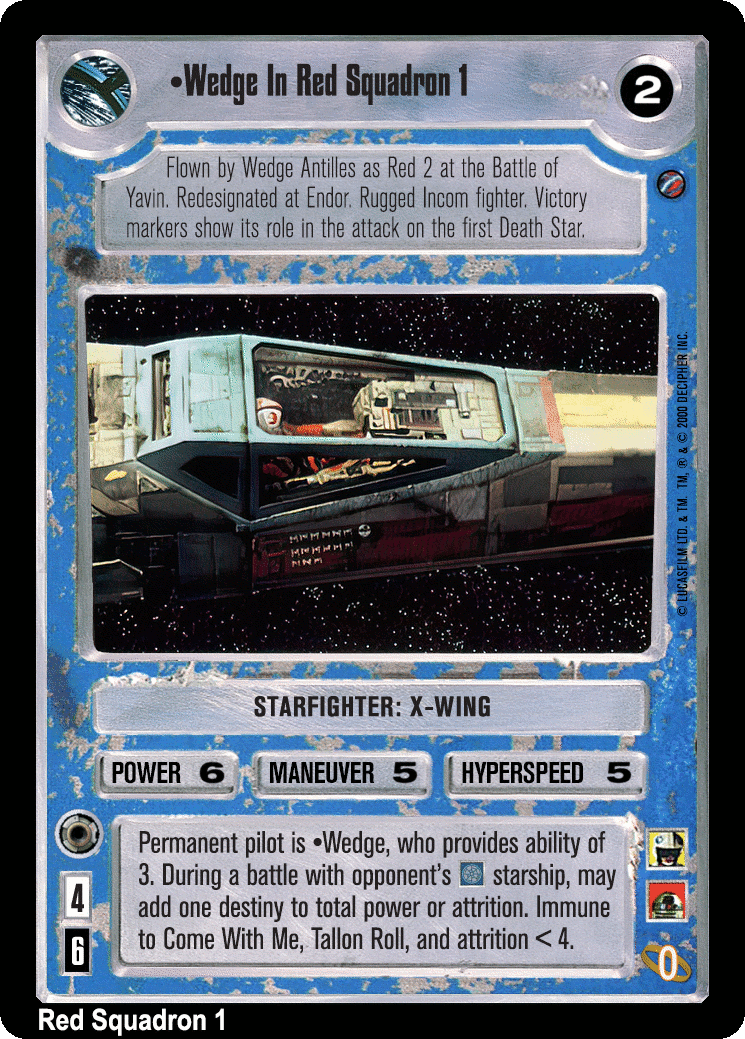 •Wedge In Red Squadron 1
2
Flown by Wedge Antilles as Red 2 at the Battle of
Yavin. Redesignated at Endor. Rugged Incom fighter. Victory
markers show its role in the attack on the first Death Star.
© LUCASFILM LTD. & TM. TM, ® & © 2000 DECIPHER INC.
STARFIGHTER: X-WING
POWER 6 MANEUVER 5 HYPERSPEED 5
Permanent pilot is •Wedge, who provides ability of
3. During a battle with opponent's starship, may
add one destiny to total power or attrition. Immune
to Come With Me, Tallon Roll, and attrition < 4.
4
6
0
Red Squadron 1